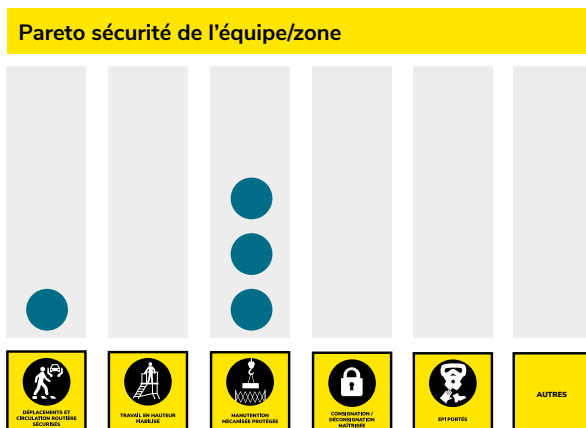 Pareto sécurité de l'équipe/zone
DÉPLACEMENTS ET
CIRCULATION ROUTIÈRE
SÉCURISÉS
TRAVAIL EN HAUTEUR
FIABILISÉ
MANUTENTION
MÉCANISÉE PROTÉGÉE
CONSIGNATION /
DÉCONSIGNATION
MAÎTRISÉE
EPI PORTÉS
AUTRES